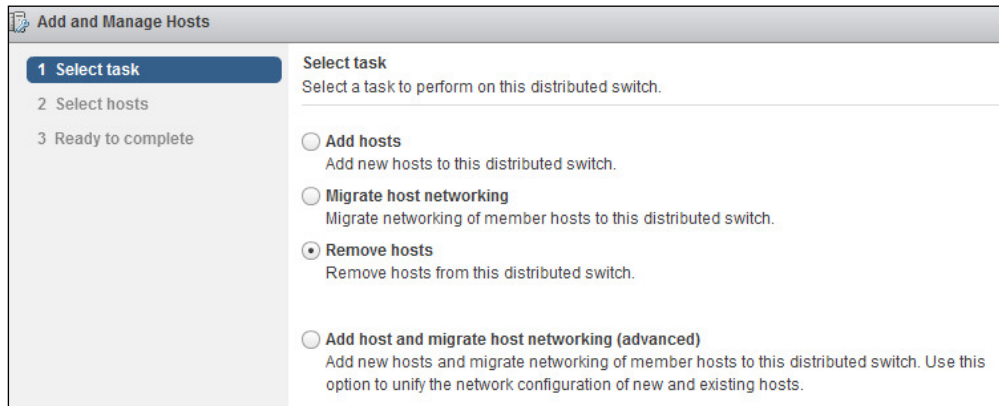 Add and Manage Hosts
1 Select task
2 Select hosts
3 Ready to complete
Select task
Select a task to perform on this distributed switch.
Add hosts
Add new hosts to this distributed switch.
Migrate host networking
Migrate networking of member hosts to this distributed switch.
Remove hosts
Remove hosts from this distributed switch.
Add host and migrate host networking (advanced)
Add new hosts and migrate networking of member hosts to this distributed switch. Use this
option to unify the network configuration of new and existing hosts.